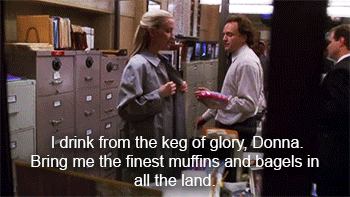 I drink from the keg of glory, Donna.
Bring me the finest muffins and bagels in
all the land.